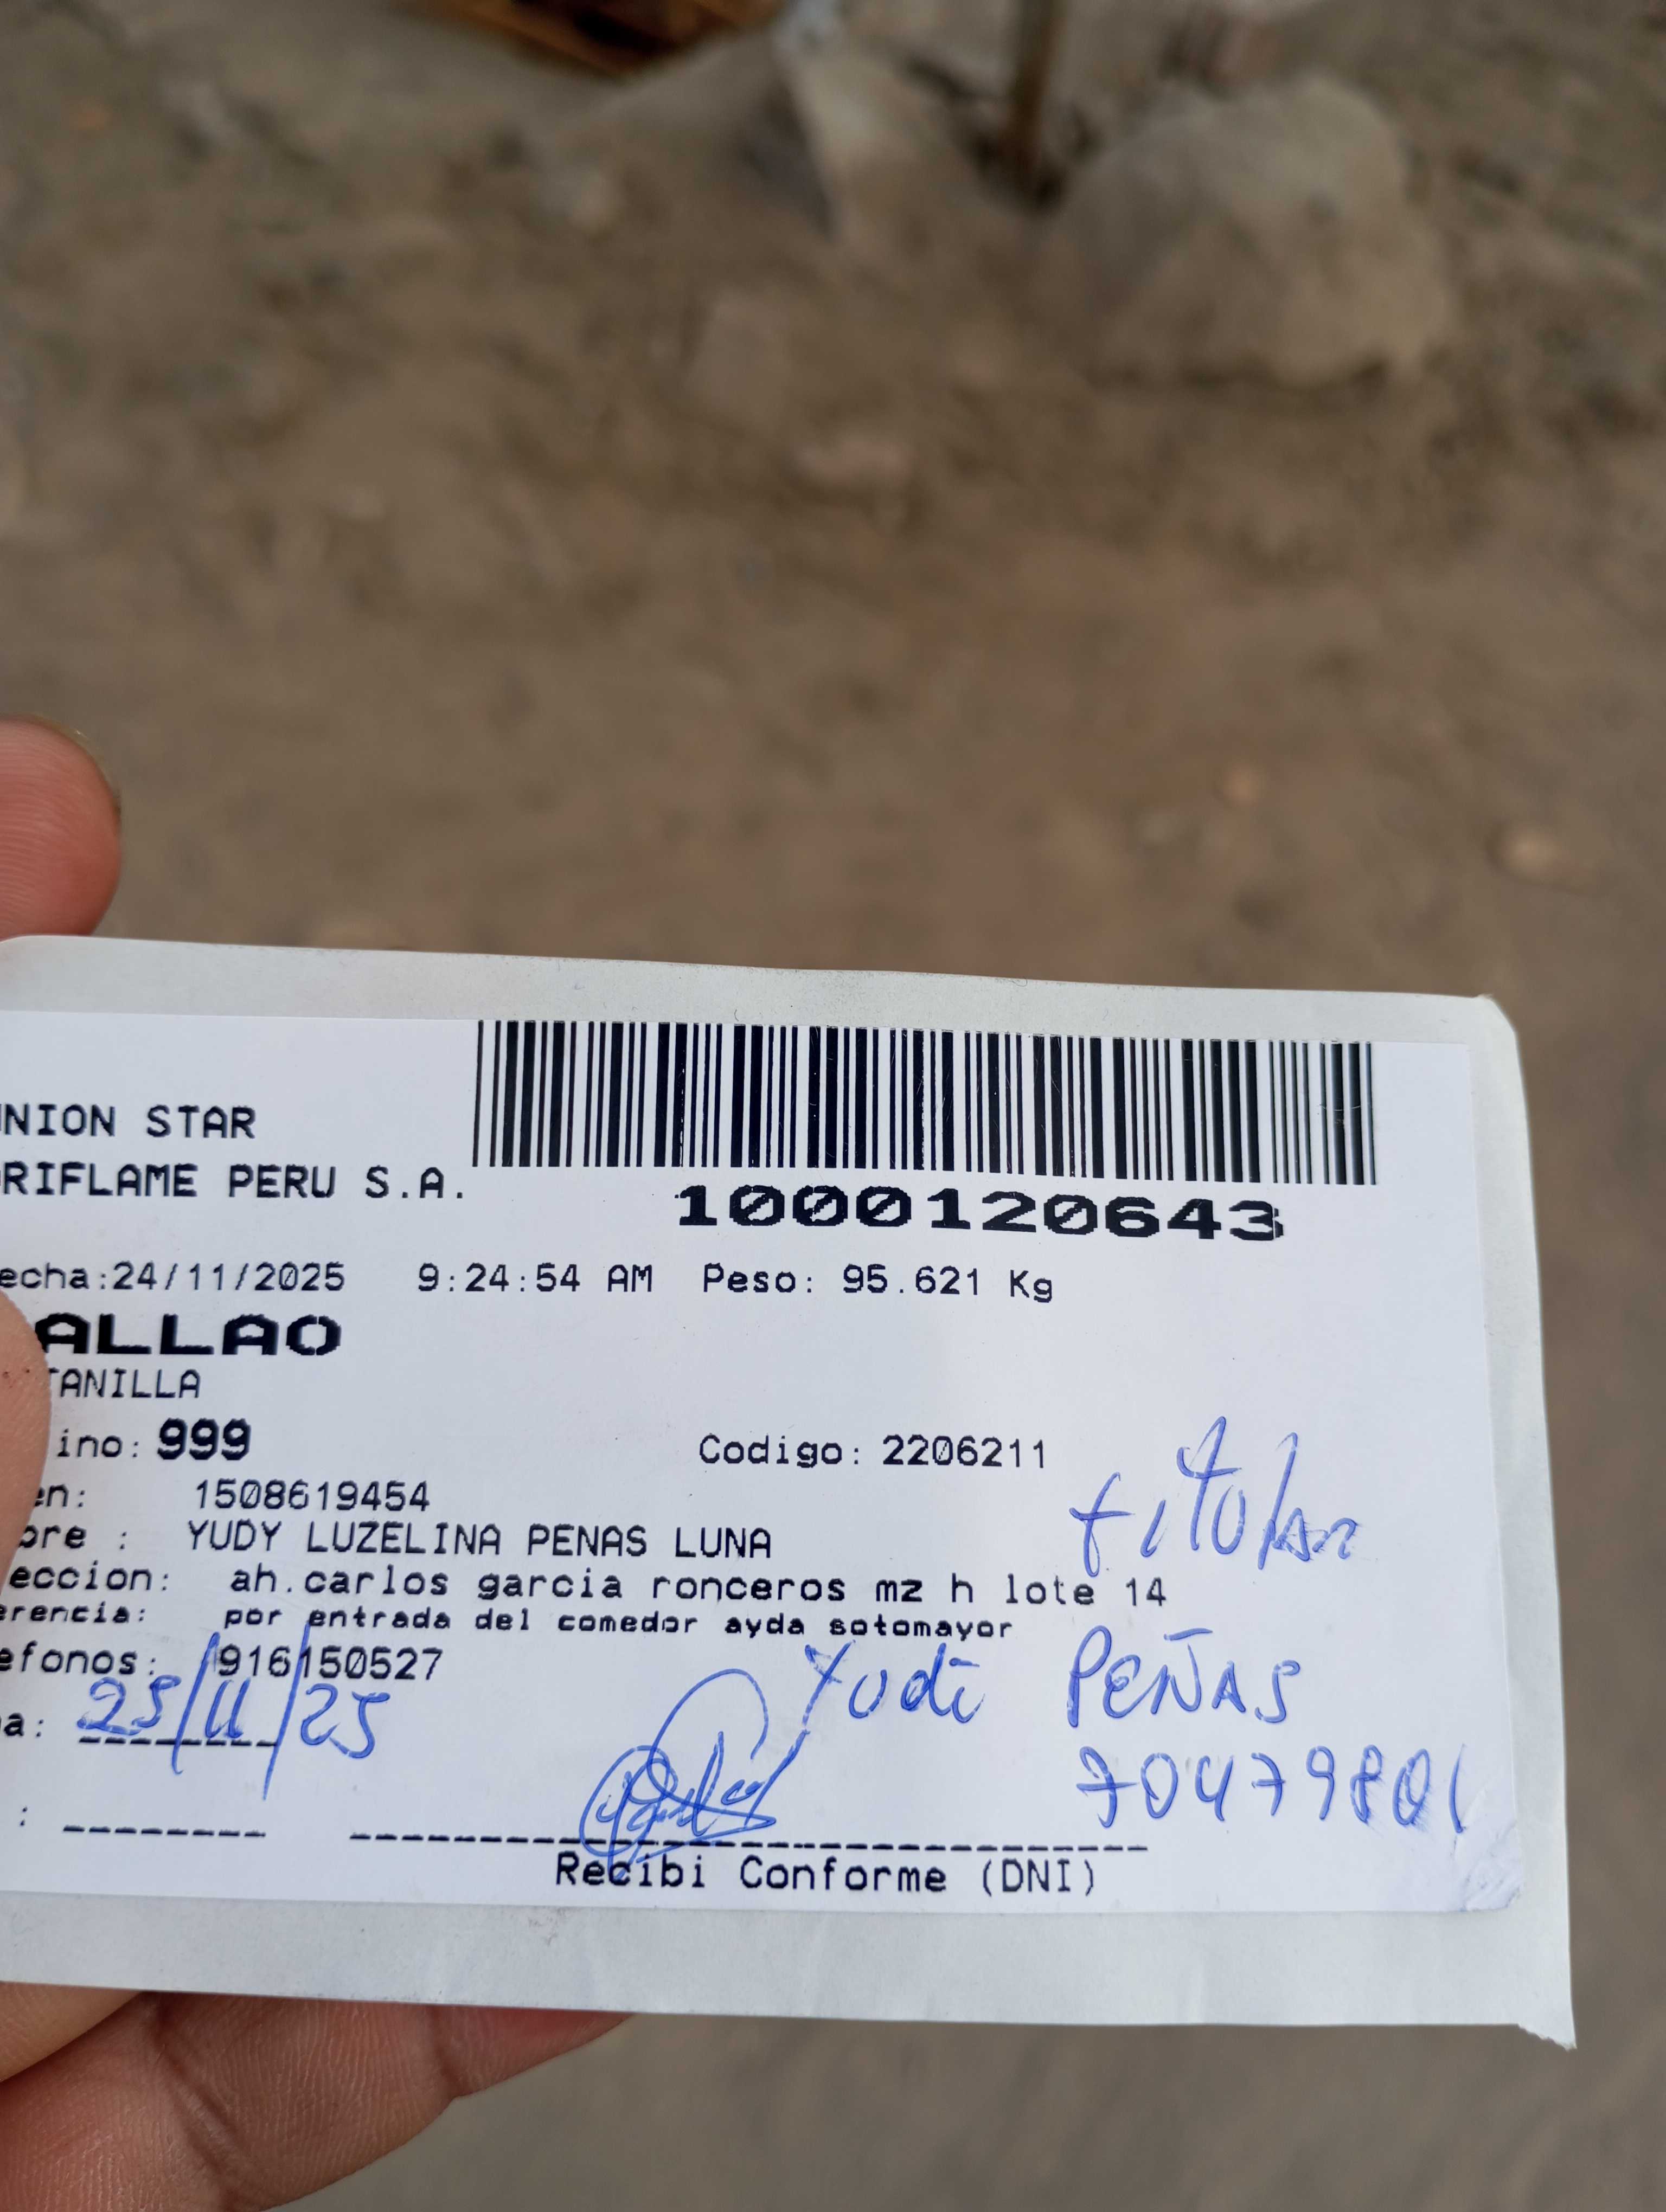 NION STAR
RIFLAME PERU S.A.
1000120643
echa:24/11/2025 9:24:54 AM Peso: 95.621 Kg
ALLAO
TANILLA
ino: 999 Codigo: 2206211
en: 1508619454
bre : YUDY LUZELINA PENAS LUNA
titular
eccion: ah.carlos garcia ronceros mz h lote 14
erencia: por entrada del comedor ayda sotomayor
efonos: 916150527
Yudi PEÑAS
a: 25/11/25
70479801
: 
Recibi Conforme (DNI)